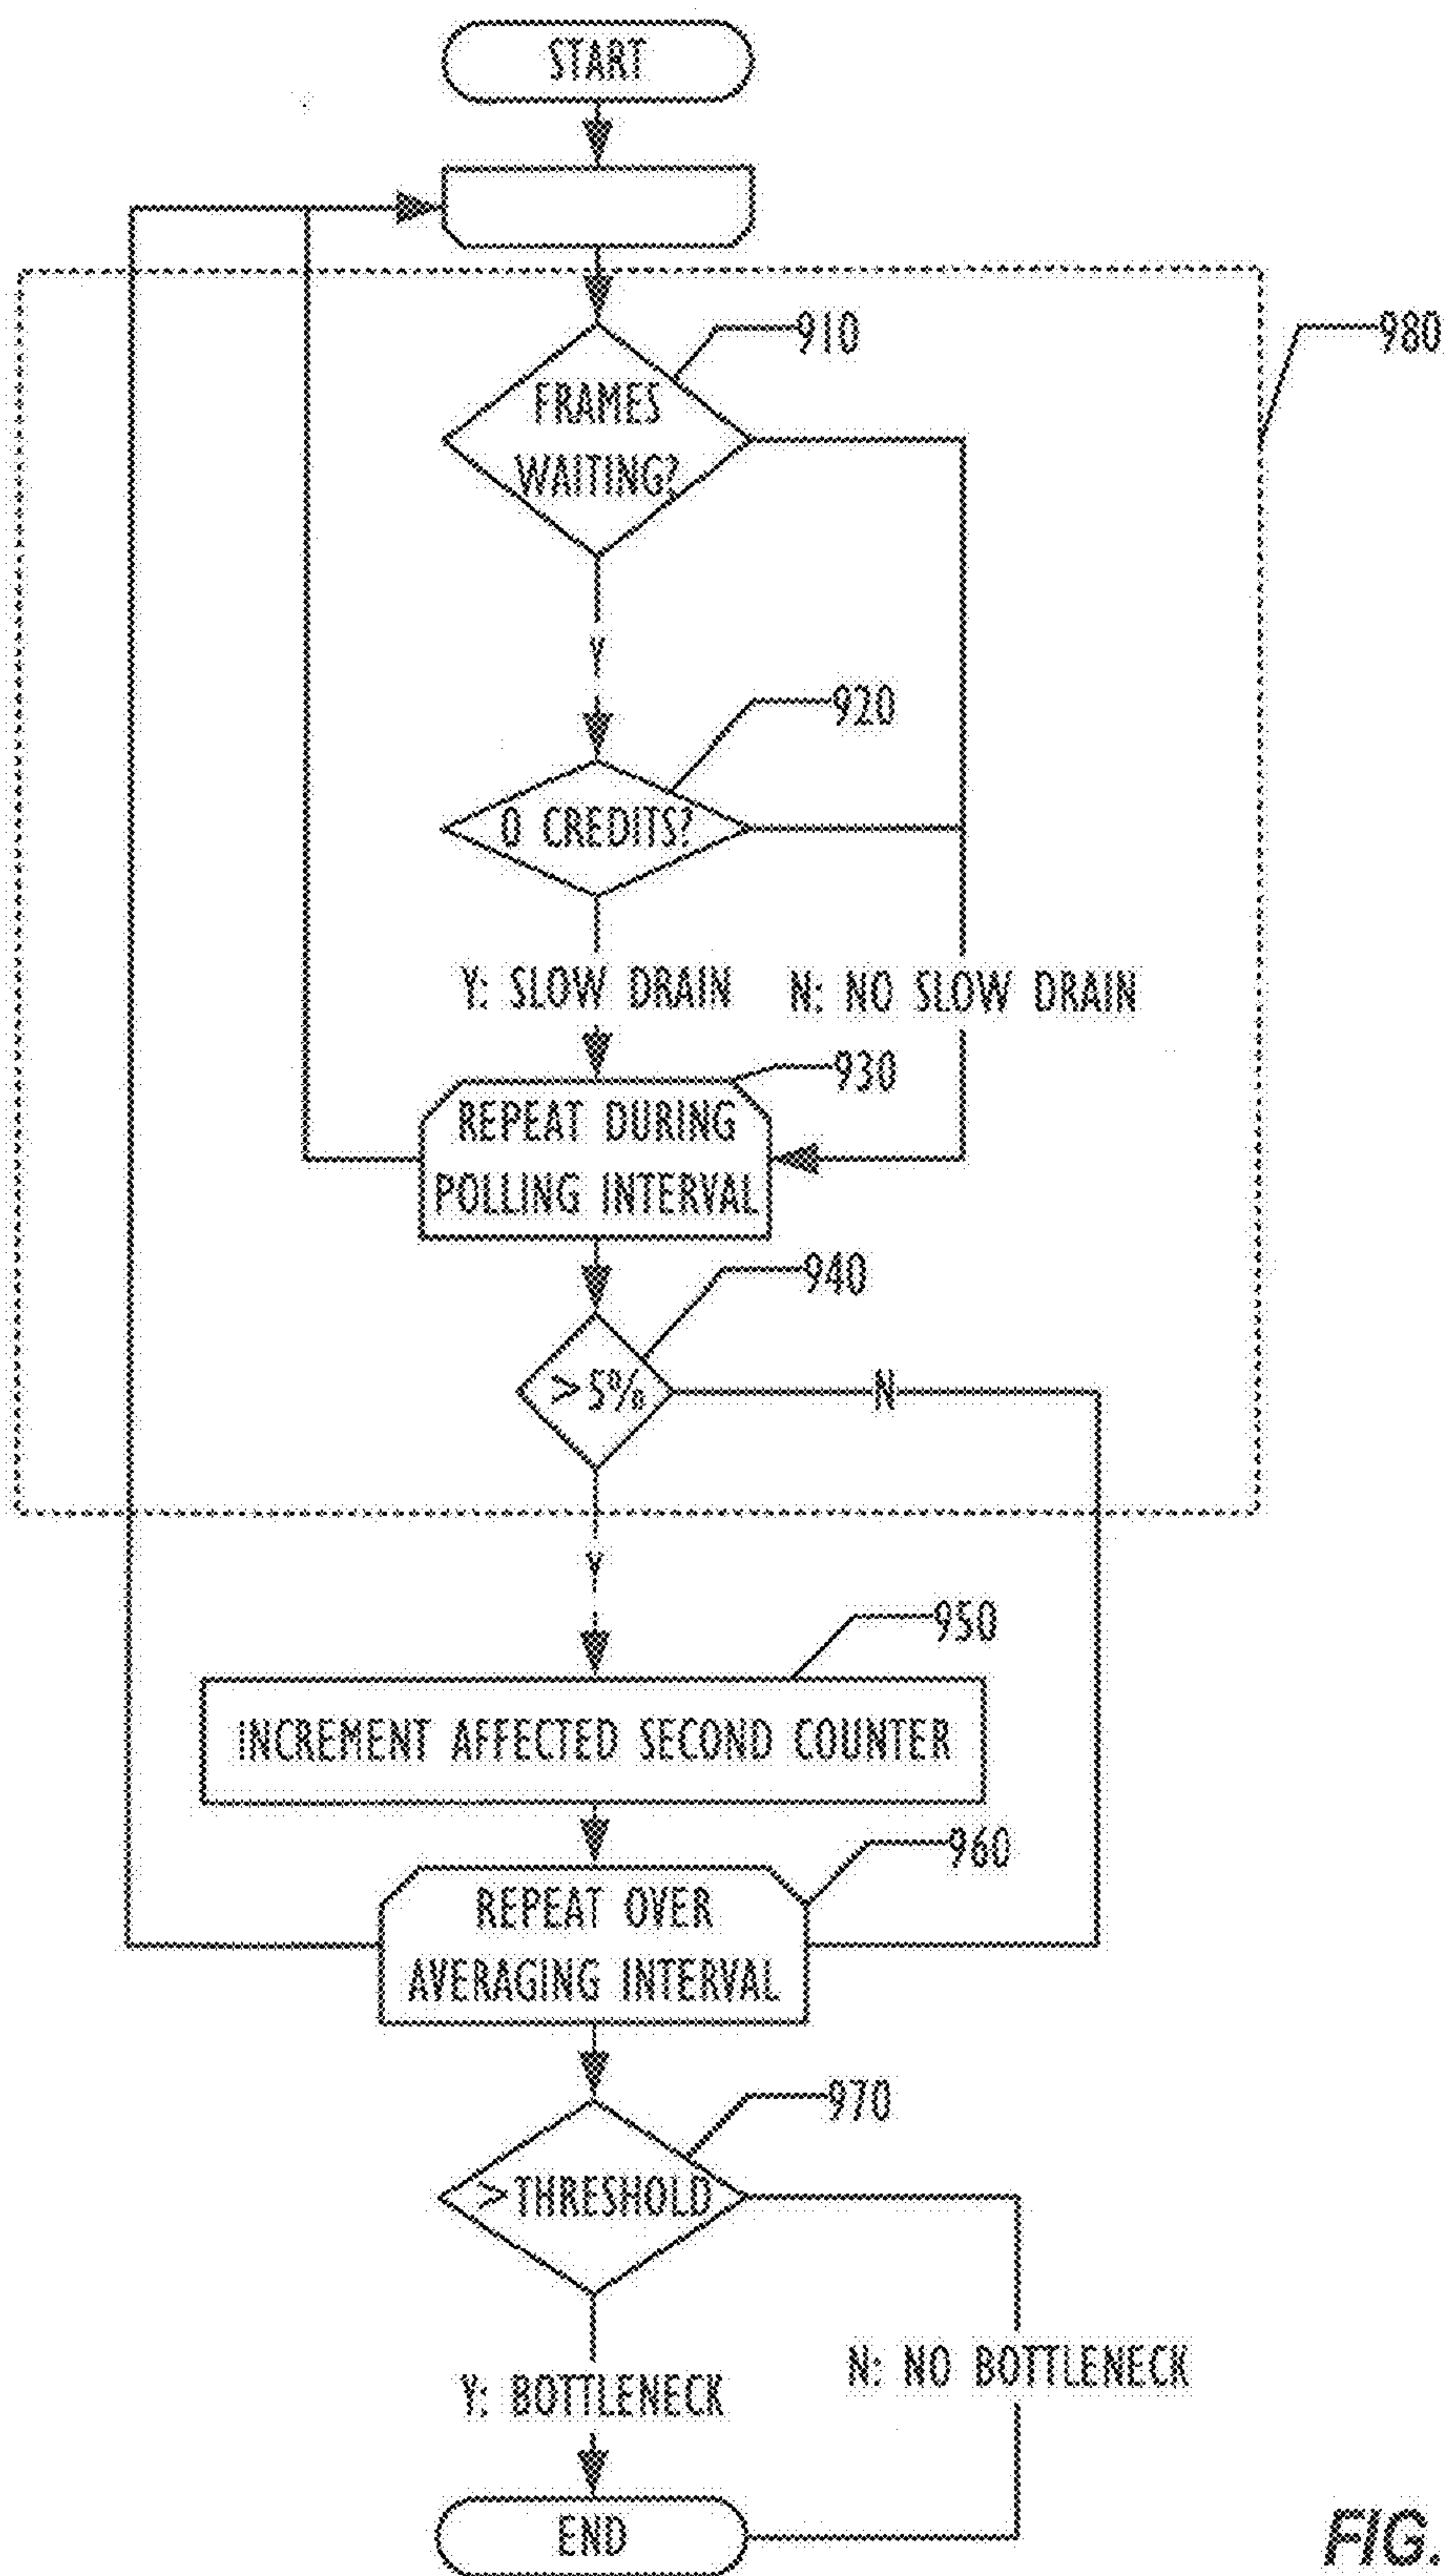 START
910
980
FRAMES
WAITING?
Y
920
0 CREDITS?
Y: SLOW DRAIN
N: NO SLOW DRAIN
930
REPEAT DURING
POLLING INTERVAL
940
>5%
N
Y
950
INCREMENT AFFECTED SECOND COUNTER
960
REPEAT OVER
AVERAGING INTERVAL
970
>THRESHOLD
N: NO BOTTLENECK
Y: BOTTLENECK
END
FIG.